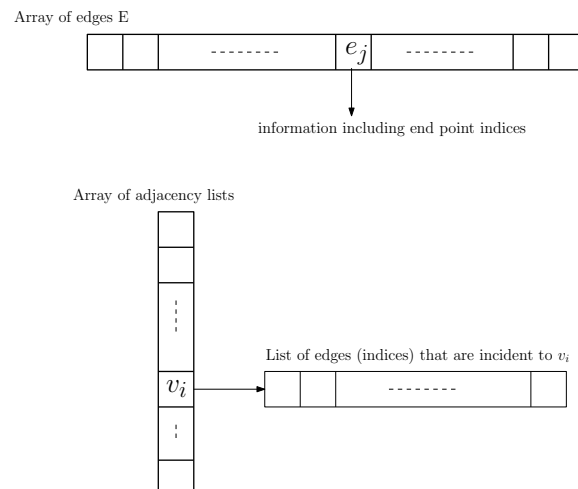 Array of edges E
e_j
information including end point indices
Array of adjacency lists
List of edges (indices) that are incident to v_i
v_i